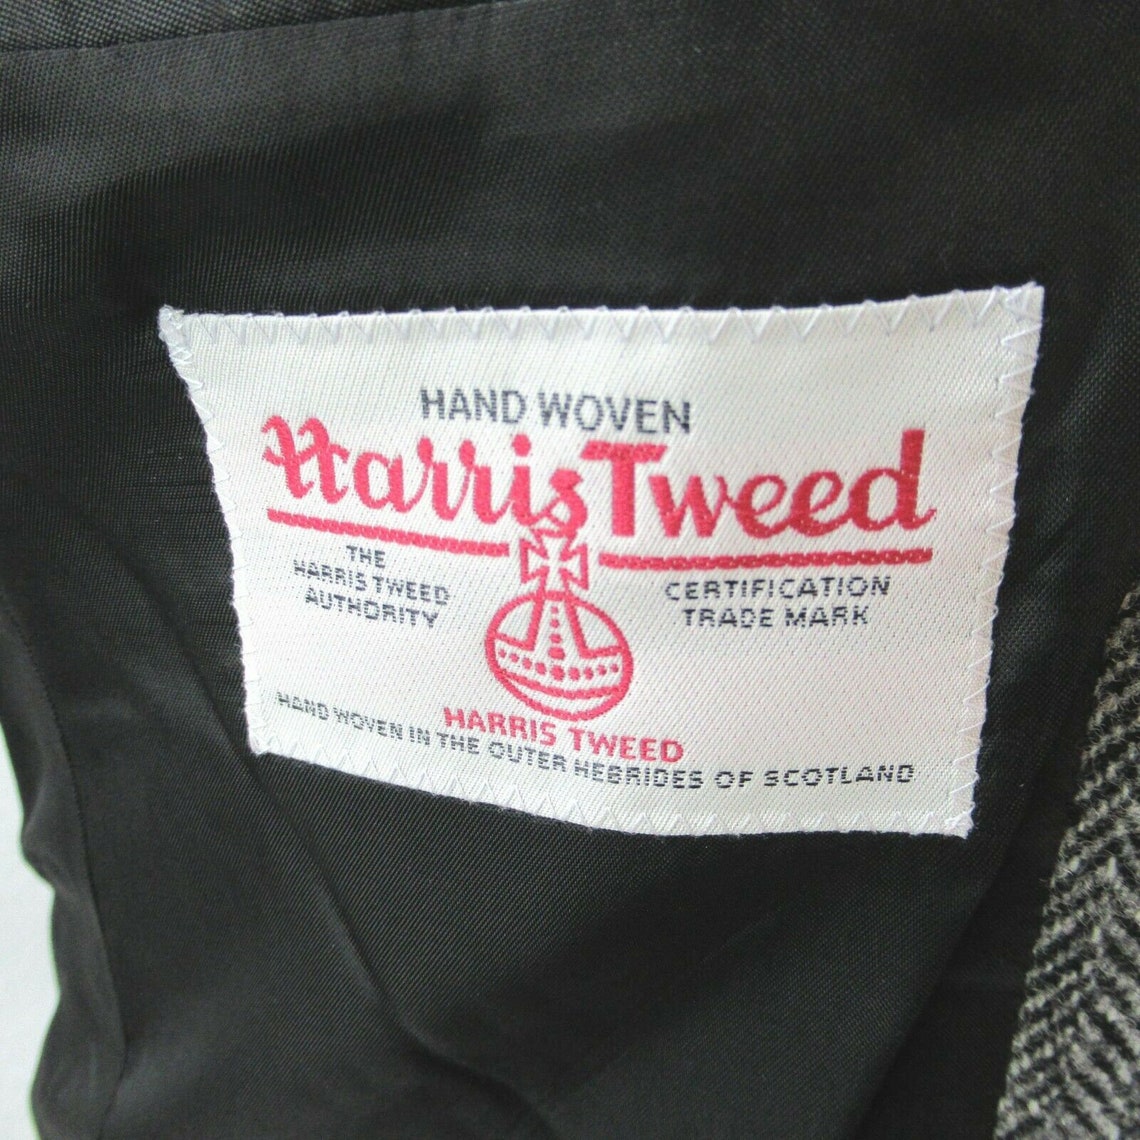 HAND WOVEN
Harris Tweed
THE
HARRIS TWEED
AUTHORITY
CERTIFICATION
TRADE MARK
HARRIS TWEED
HAND WOVEN IN THE OUTER HEBRIDES OF SCOTLAND